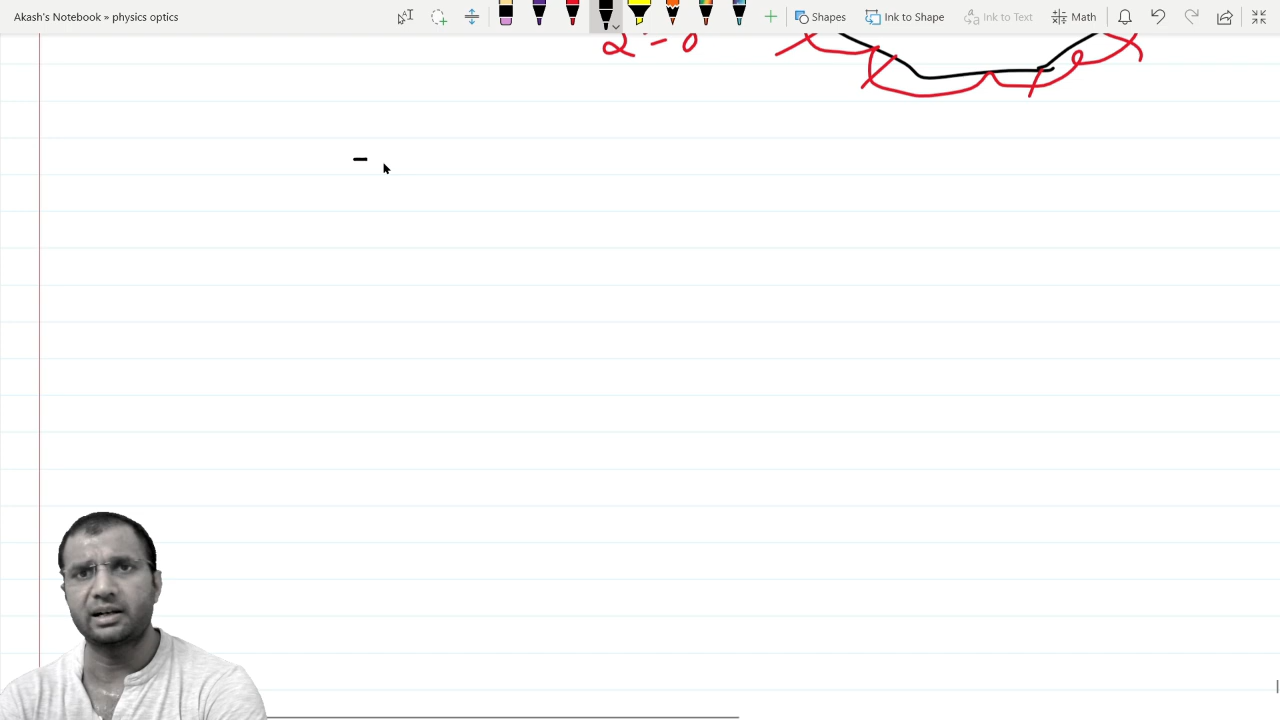 Akash's Notebook » physics optics
Shapes
Ink to Shape
Ink to Text
Math